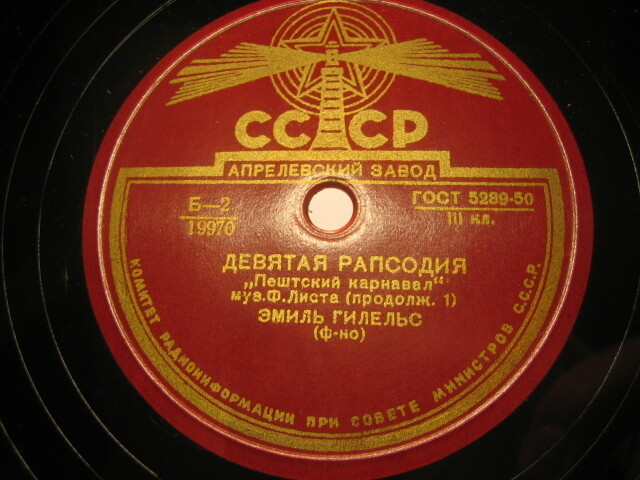 СССР
АПРЕЛЕВСКИЙ ЗАВОД
Б—2
19970
ГОСТ 5289-50
III кл.
ДЕВЯТАЯ РАПСОДИЯ
„Пештский карнавал“
муз.Ф.Листа (продолж. 1)
ЭМИЛЬ ГИЛЕЛЬС
(ф-но)
КОМИТЕТ РАДИОИНФОРМАЦИИ ПРИ СОВЕТЕ МИНИСТРОВ С.С.С.Р.